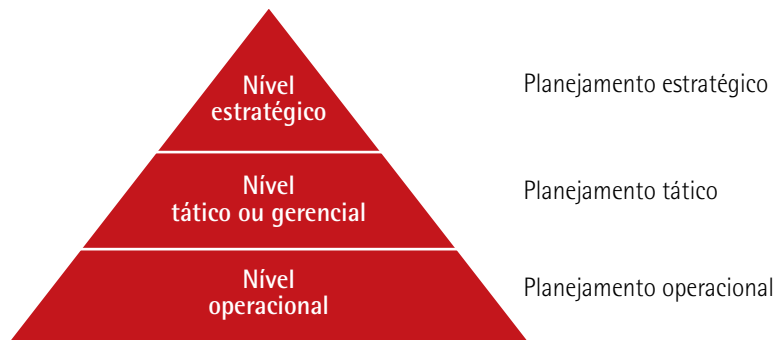 Nível
estratégico
Planejamento estratégico
Nível
tático ou gerencial
Planejamento tático
Nível
operacional
Planejamento operacional